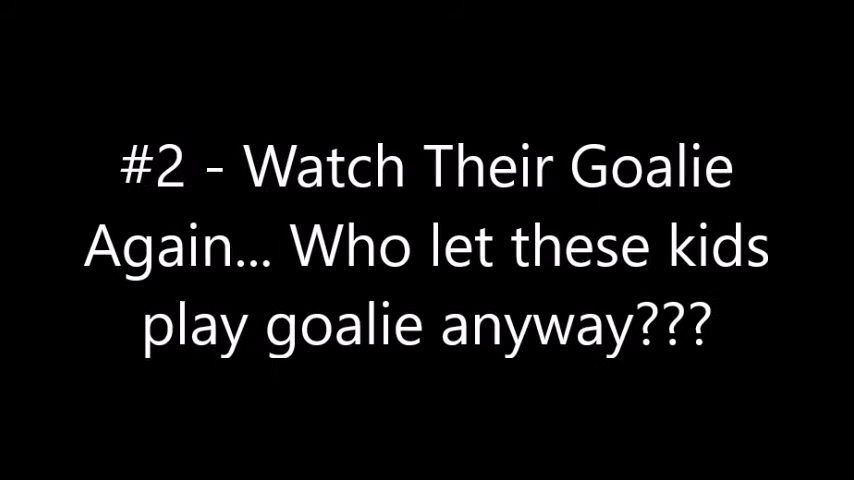 #2 - Watch Their Goalie
Again... Who let these kids
play goalie anyway???